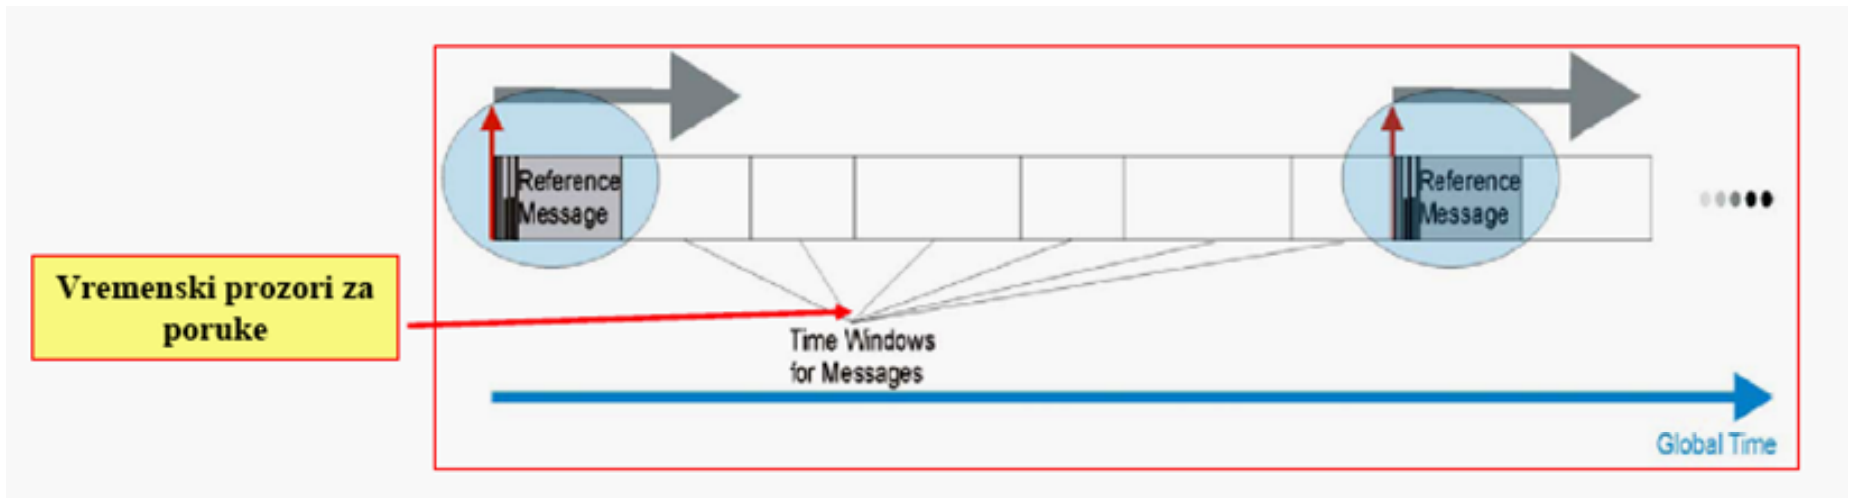 Reference
Message
Reference
Message
Vremenski prozori za
poruke
Time Windows
for Messages
Global Time